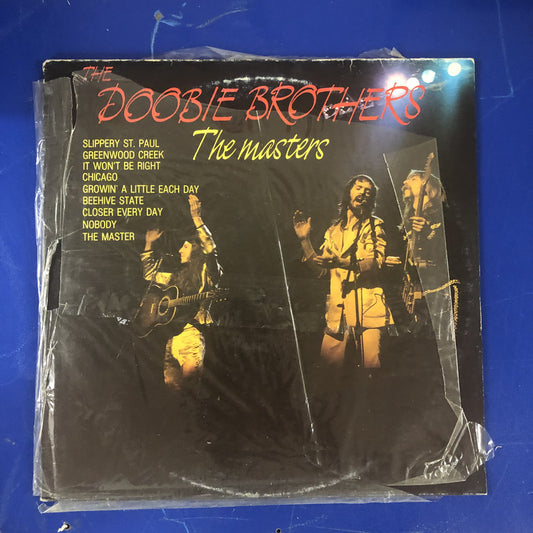 THE
DOOBIE BROTHERS
The masters
SLIPPERY ST. PAUL
GREENWOOD CREEK
IT WON'T BE RIGHT
CHICAGO
GROWIN' A LITTLE EACH DAY
BEEHIVE STATE
CLOSER EVERY DAY
NOBODY
THE MASTER